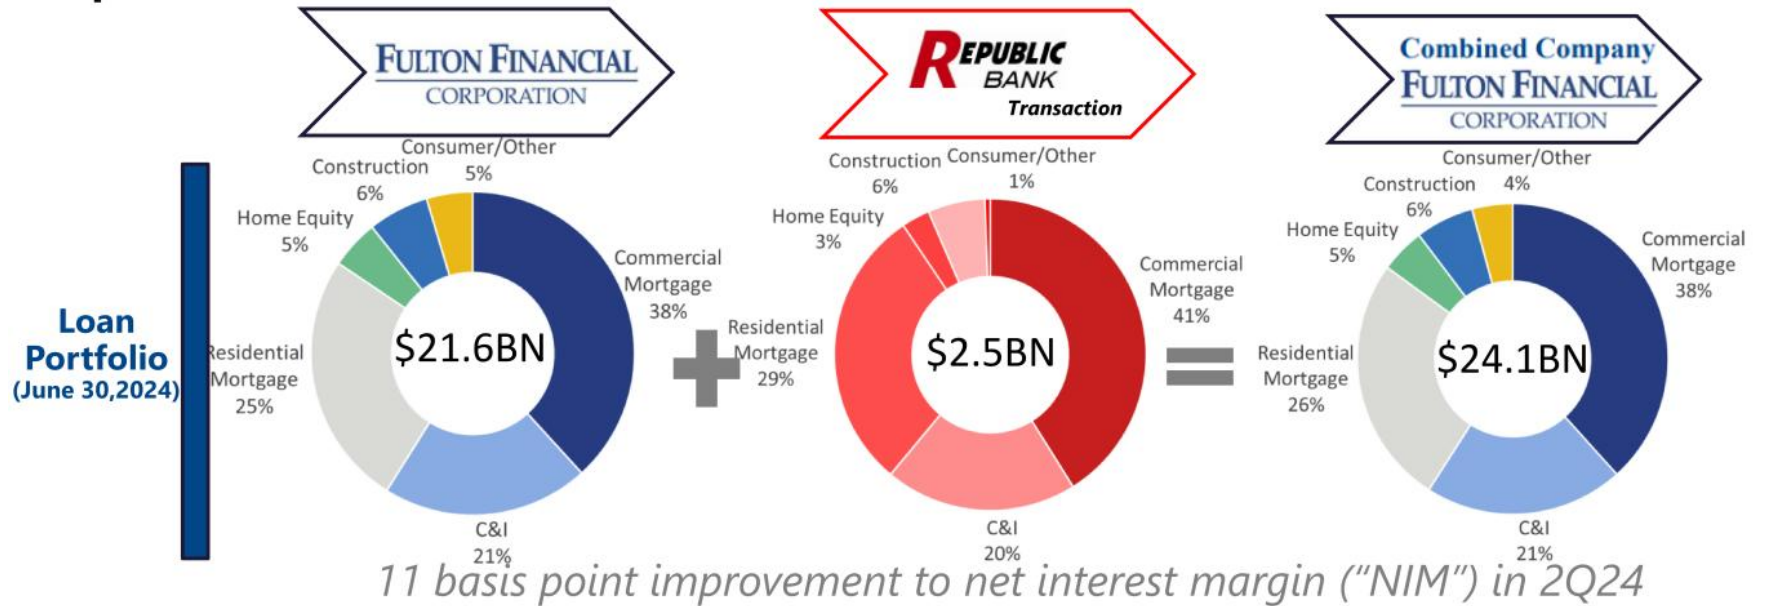 FULTON FINANCIAL
CORPORATION
REPUBLIC
BANK
Transaction
Combined Company
FULTON FINANCIAL
CORPORATION
Loan
Portfolio
(June 30,2024)
Consumer/Other
5%
Construction
6%
Home Equity
5%
Commercial
Mortgage
38%
Residential
Mortgage
25%
$21.6BN
C&I
21%
Construction
6%
Consumer/Other
1%
Home Equity
3%
Commercial
Mortgage
41%
Residential
Mortgage
29%
$2.5BN
C&I
20%
Consumer/Other
4%
Construction
6%
Home Equity
5%
Commercial
Mortgage
38%
Residential
Mortgage
26%
$24.1BN
C&I
21%
11 basis point improvement to net interest margin (“NIM”) in 2Q24